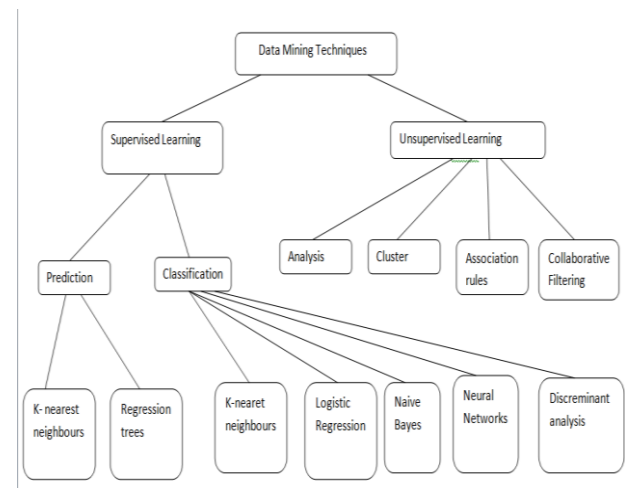 Data Mining Techniques
Supervised Learning
Unsupervised Learning
Analysis
Cluster
Association
rules
Collaborative
Filtering
Prediction
Classification
K- nearest
neighbours
Regression
trees
K-nearet
neighbours
Logistic
Regression
Naive
Bayes
Neural
Networks
Discreminant
analysis